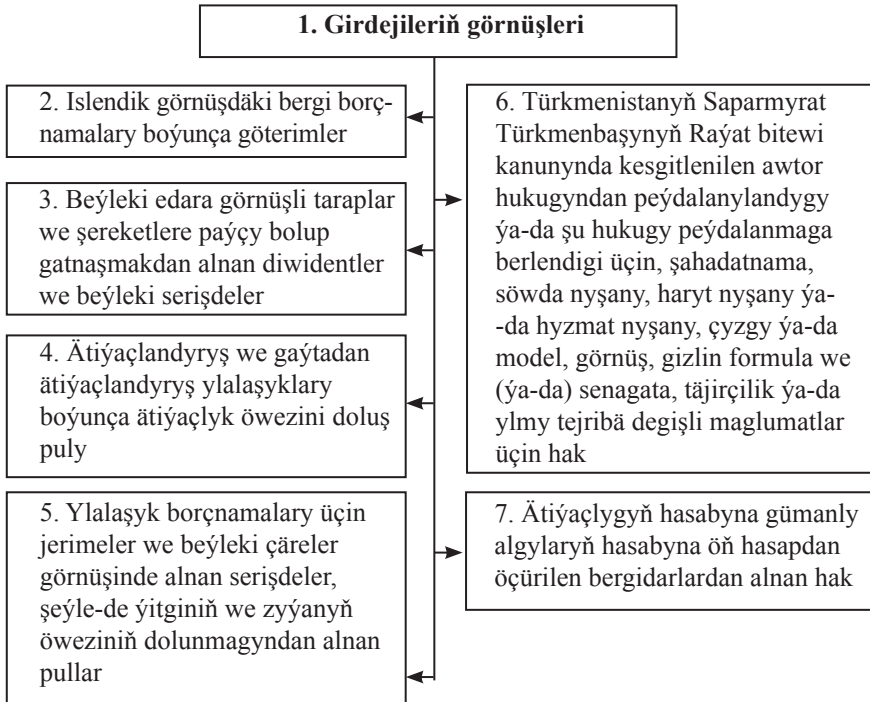 1. Girdejileriň görnüşleri
2. Islendik görnüşdäki bergi borç-
namalary boýunça göterimler
3. Beýleki edara görnüşli taraplar
we şereketlere paýçy bolup
gatnaşmakdan alnan diwidentler
we beýleki serişdeler
4. Ätiýaçlandyryş we gaýtadan
ätiýaçlandyryş ylalaşyklary
boýunça ätiýaçlyk öwezini doluş
puly
5. Ylalaşyk borçnamalary üçin
jerimeler we beýleki çäreler
görnüşinde alnan serişdeler,
şeýle-de ýitginiň we zyýanyň
öweziniň dolunmagyndan alnan
pullar
6. Türkmenistanyň Saparmyrat
Türkmenbaşynyň Raýat bitewi
kanunynda kesgitlenilen awtor
hukugyndan peýdalanylandygy
ýa-da şu hukugy peýdalanmaga
berlendigi üçin, şahadatnama,
söwda nyşany, haryt nyşany ýa-
-da hyzmat nyşany, çyzgy ýa-da
model, görnüş, gizlin formula we
(ýa-da) senagata, täjirçilik ýa-da
ylmy tejribä degişli maglumatlar
üçin hak
7. Ätiýaçlygyň hasabyna gümanly
algylaryň hasabyna öň hasapdan
öçürilen bergidarlardan alnan hak